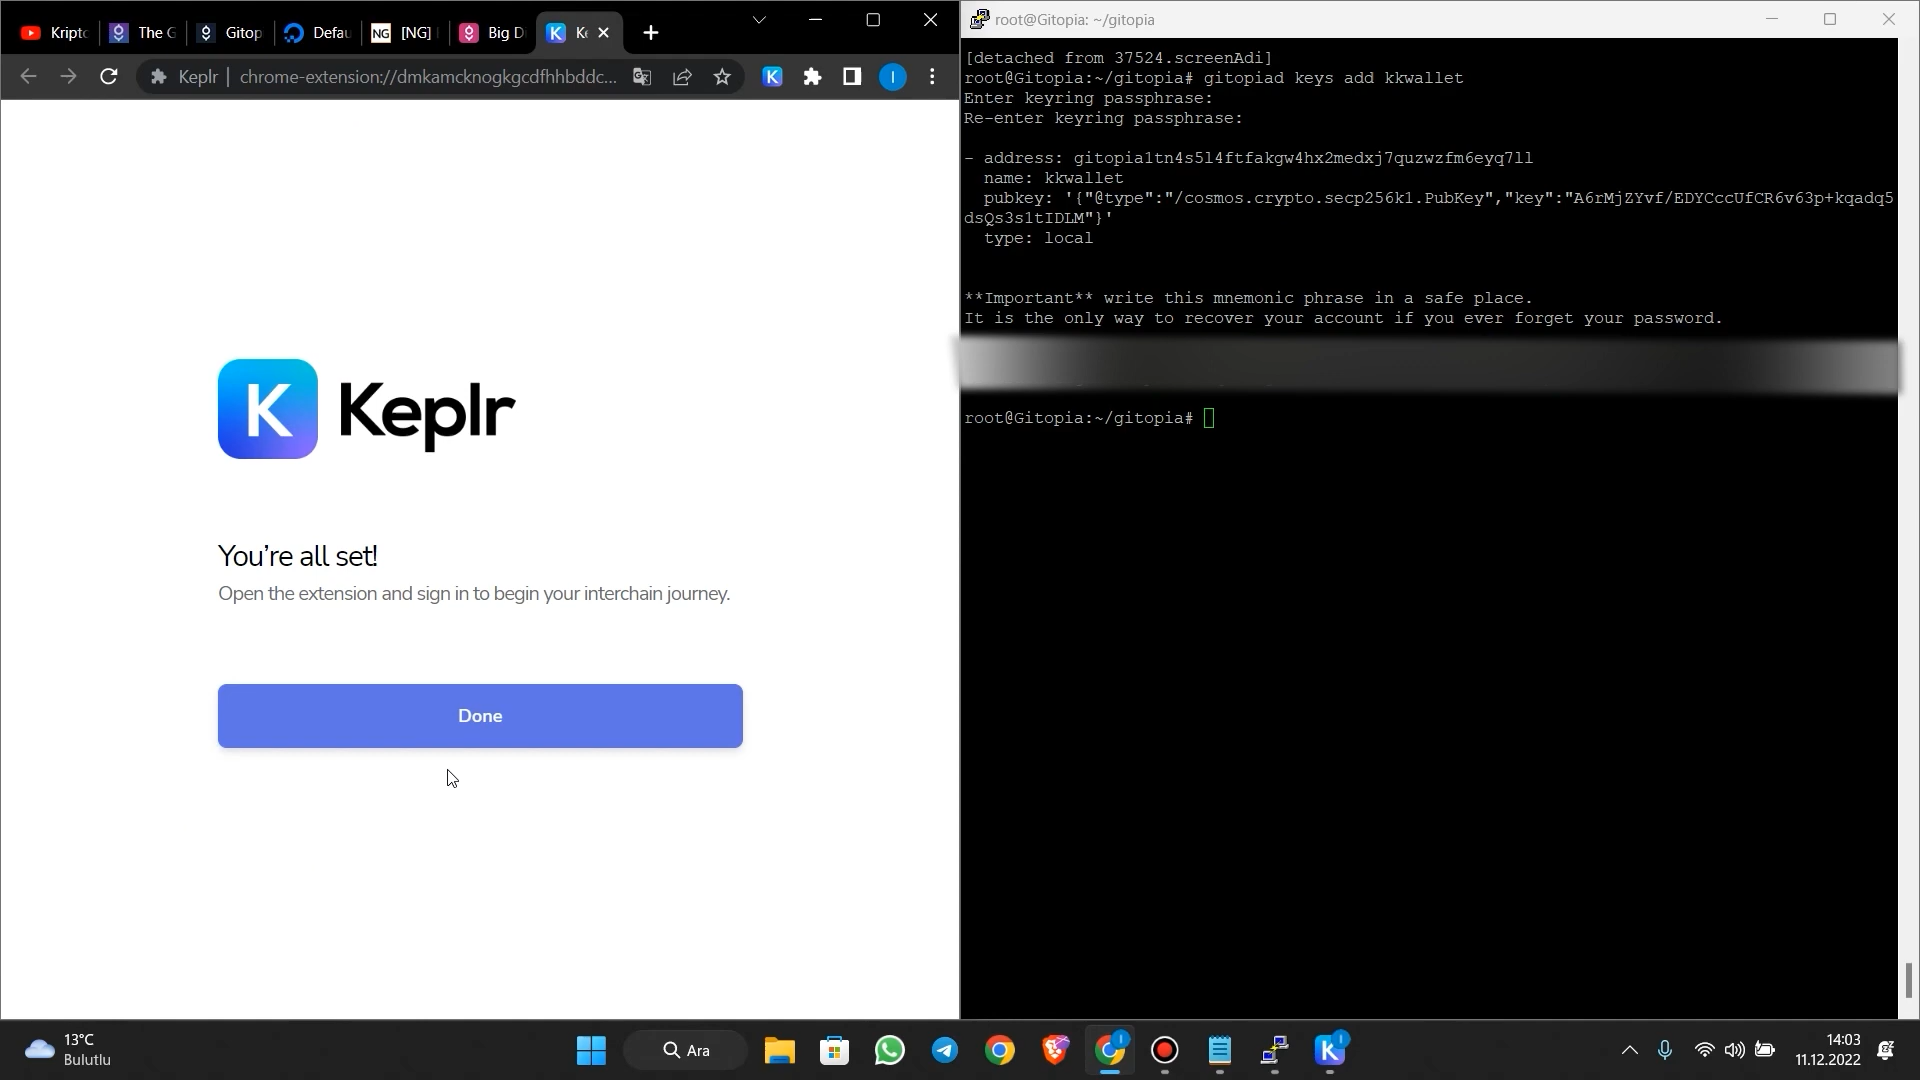 Kripto
The G
Gitop
Defau
NG [NG]
Big D
Ke
Keplr | chrome-extension://dmkamcknogkgcdfhhbddc...
I
K Keplr
You're all set!
Open the extension and sign in to begin your interchain journey.
Done
root@Gitopia: ~/gitopia
[detached from 37524.screenAdi]
root@Gitopia:~/gitopia# gitopiad keys add kkwallet
Enter keyring passphrase:
Re-enter keyring passphrase:
- address: gitopia1tn4s5l4ftfakgw4hx2medxj7quzwzfm6eyq7ll
name: kkwallet
pubkey: '{"@type":"/cosmos.crypto.secp256k1.PubKey","key":"A6rMjZYvf/EDYCccUfCR6v63p+kqadq5
dsQs3s1tIDLM"}'
type: local
**Important** write this mnemonic phrase in a safe place.
It is the only way to recover your account if you ever forget your password.
root@Gitopia:~/gitopia#
13°C
Bulutlu
Ara
14:03
11.12.2022